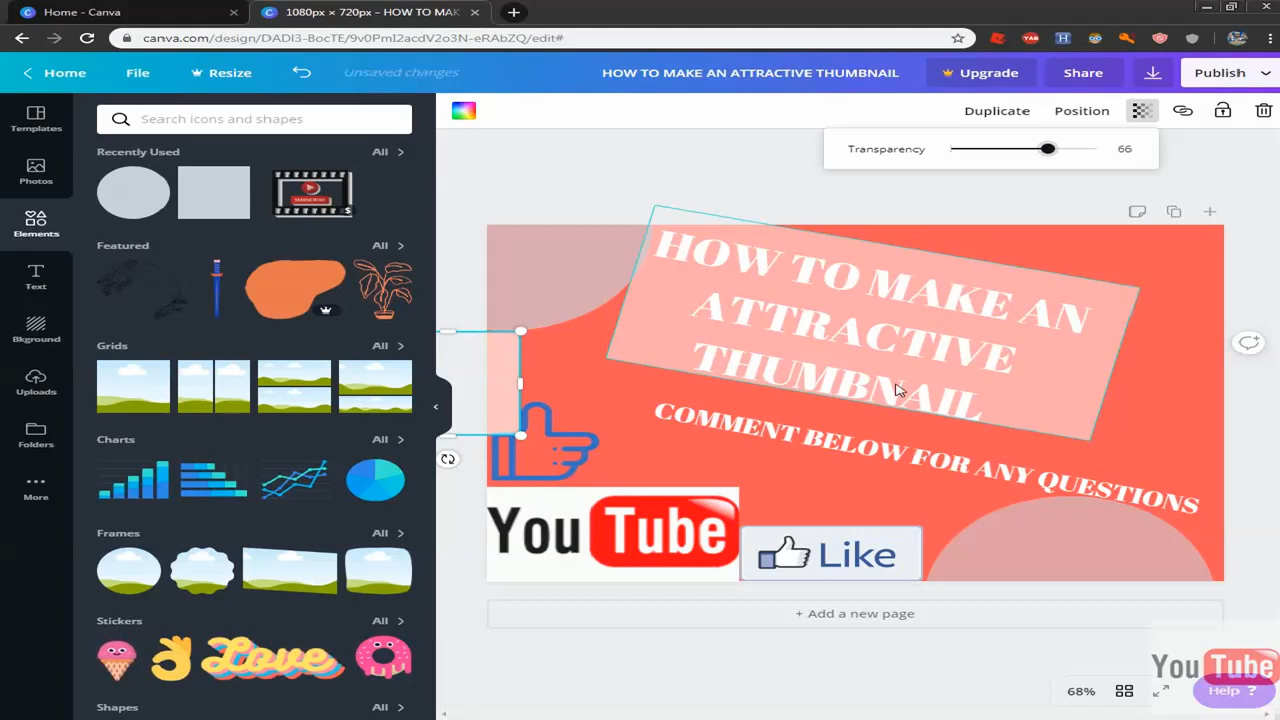 Home - Canva
1080px × 720px – HOW TO MAK
canva.com/design/DADI3-BocTE/9v0PmI2acdV2o3N-eRAbZQ/edit#
Home
File
Resize
Unsaved changes
HOW TO MAKE AN ATTRACTIVE THUMBNAIL
Upgrade
Share
Publish
Templates
Photos
Elements
Text
Bkground
Uploads
Folders
More
Search icons and shapes
Recently Used
All
SUBSCRIBE
$
Featured
All
Grids
All
Charts
All
Frames
All
Stickers
All
Love
Shapes
All
Duplicate
Position
Transparency
66
HOW TO MAKE AN
ATTRACTIVE
THUMBNAIL
COMMENT BELOW FOR ANY QUESTIONS
YouTube
Like
+ Add a new page
YouTube
68%
Help ?